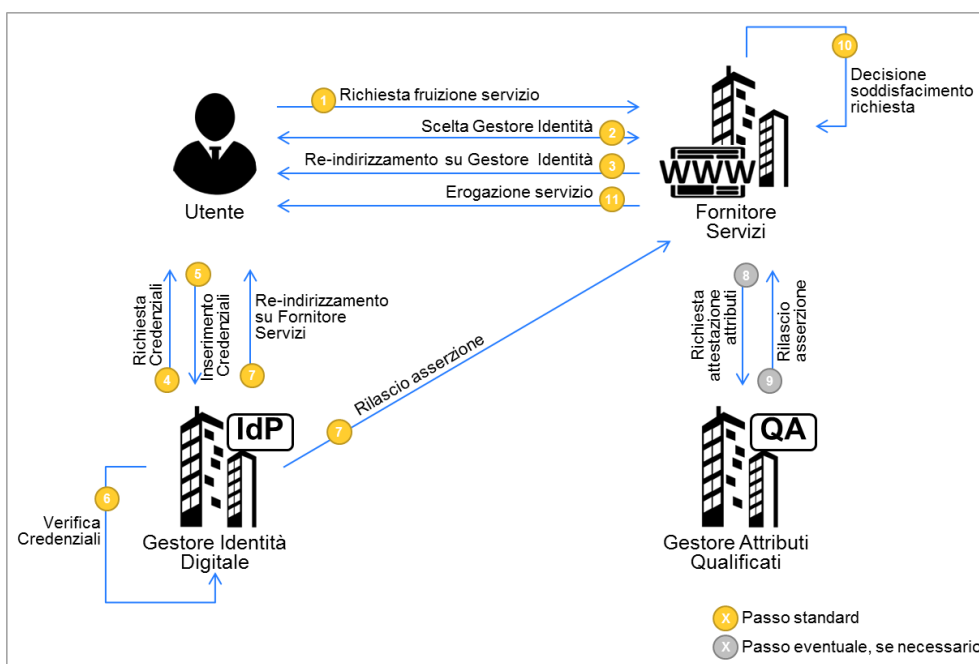 10
Decisione
soddisfacimento
richiesta
1
Richiesta fruizione servizio
Scelta Gestore Identità
2
Re-indirizzamento su Gestore Identità
3
Erogazione servizio
11
WWW
Utente
Fornitore
Servizi
Richiesta
Credenziali
4
5
Inserimento
Credenziali
Re-indirizzamento
su Fornitore
Servizi
7
7
Rilascio asserzione
8
Richiesta
attestazione
attributi
Rilascio
asserzione
9
IdP
QA
6
Verifica
Credenziali
Gestore Identità
Digitale
Gestore Attributi
Qualificati
X Passo standard
X Passo eventuale, se necessario